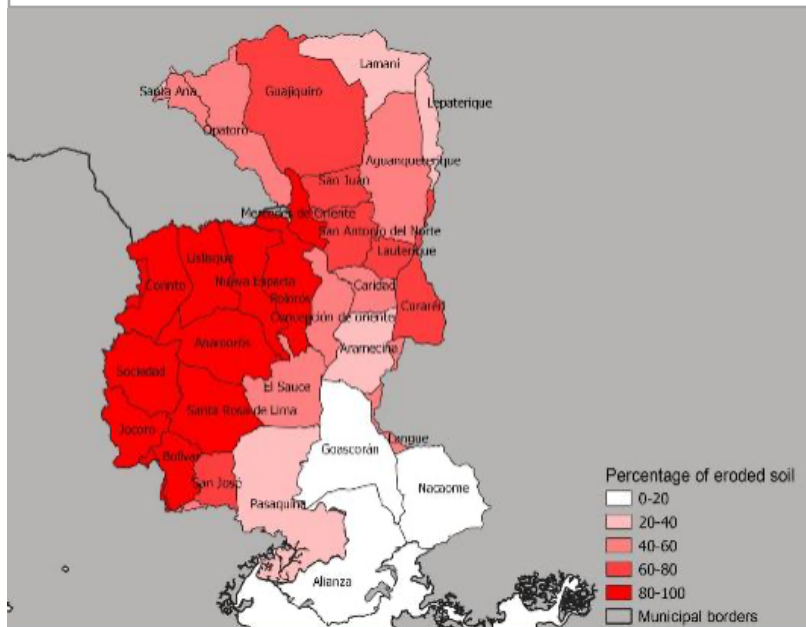 Lamani
Santa Ana
Guajiquiro
Lepaterique
Opatoro
Aguanqueterique
San Juan
Mercedes de Oriente
San Antonio del Norte
Lislique
Lauterique
Corinto
Nueva Esparta
Caridad
Poloros
Curarén
Concepción de oriente
Anamorós
Aramecina
Sociedad
El Sauce
Santa Rosa de Lima
Jocoro
Langue
Goascorán
Bolívar
San José
Nacaome
Pasaquina
Alianza
Percentage of eroded soil
0-20
20-40
40-60
60-80
80-100
Municipal borders